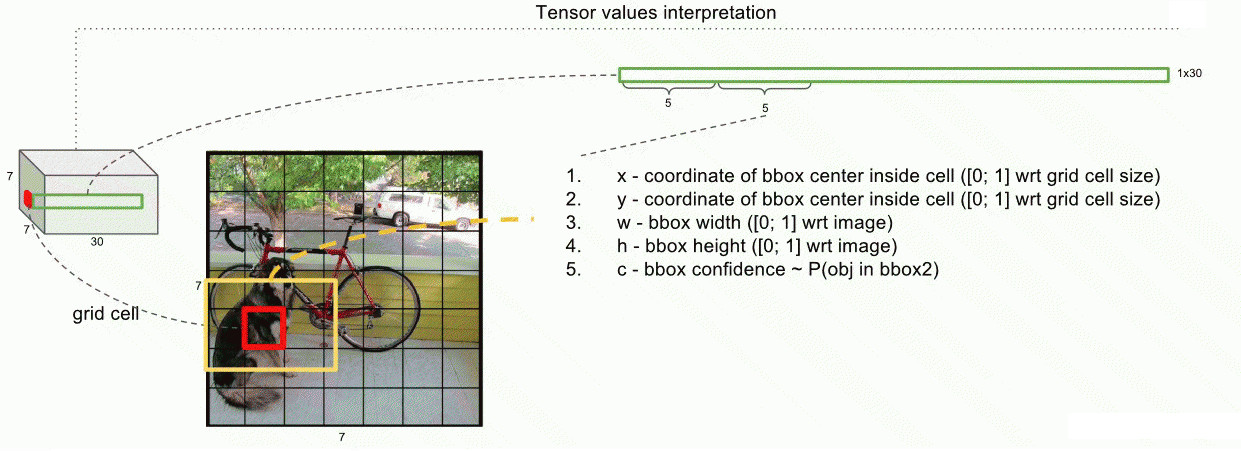 Tensor values interpretation
1x30
5
5
7
7
30
1. x - coordinate of bbox center inside cell ([0; 1] wrt grid cell size)
2. y - coordinate of bbox center inside cell ([0; 1] wrt grid cell size)
3. w - bbox width ([0; 1] wrt image)
4. h - bbox height ([0; 1] wrt image)
5. c - bbox confidence ~ P(obj in bbox2)
7
grid cell
7